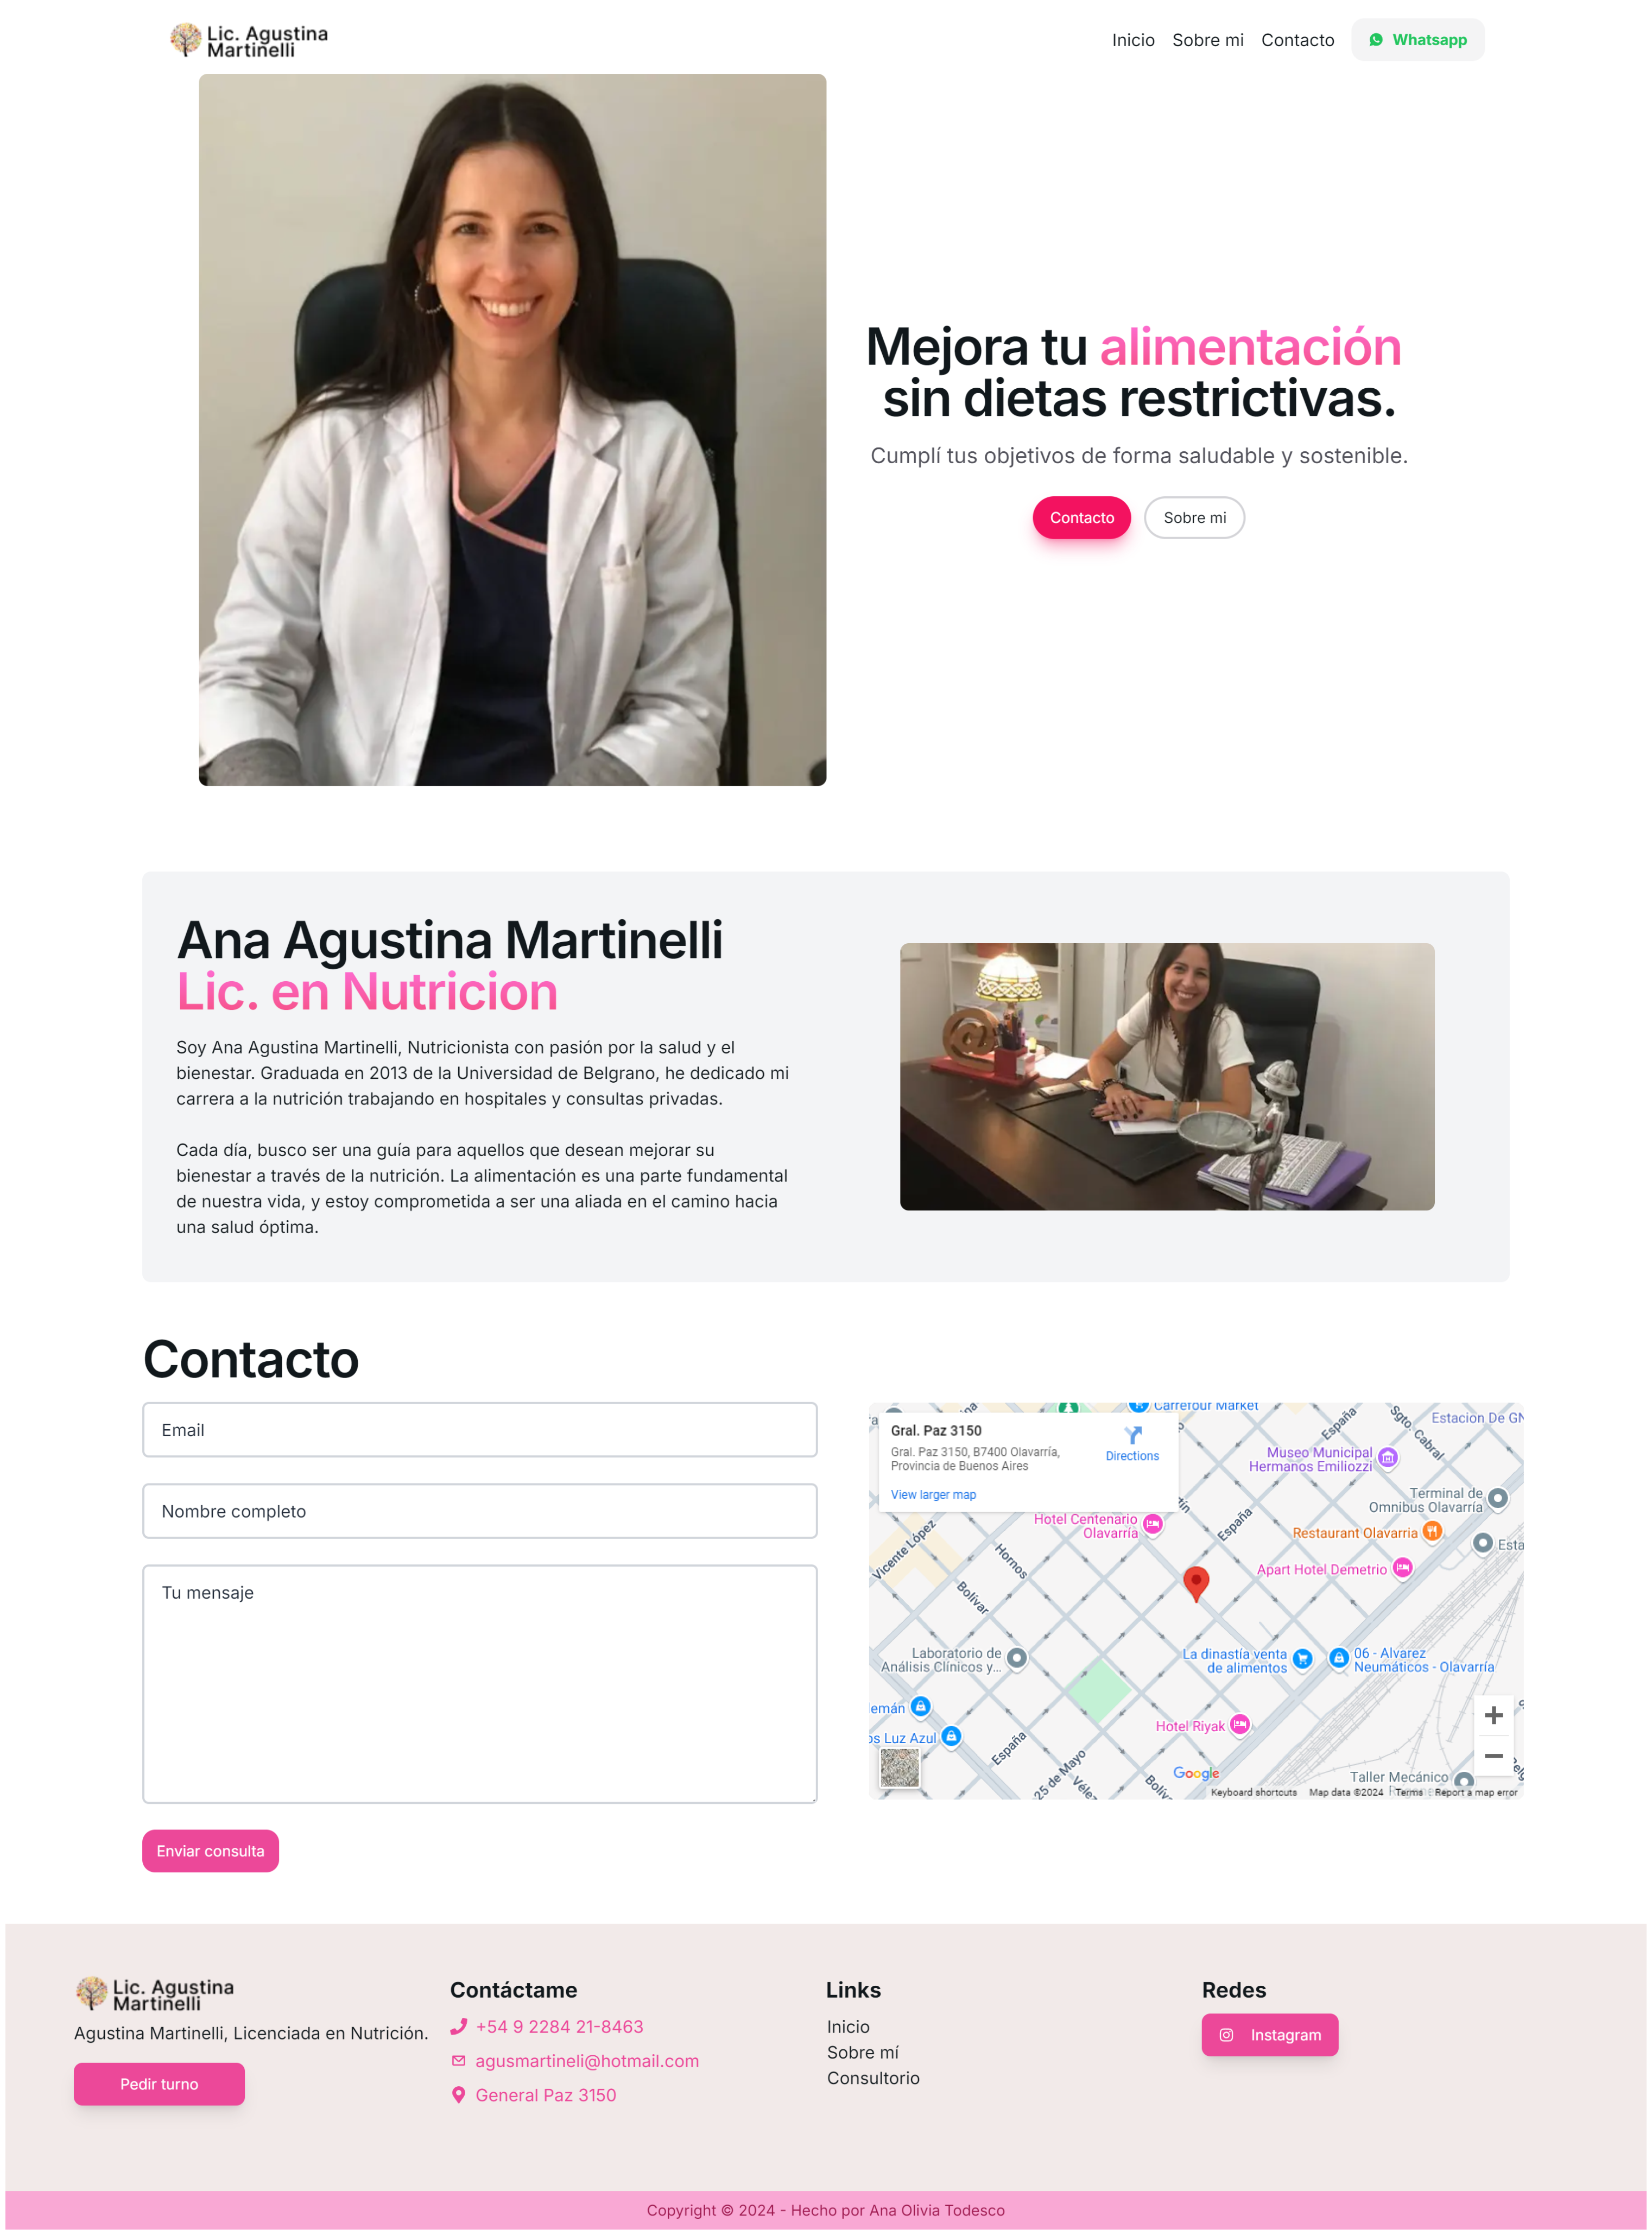 Lic. Agustina
Martinelli
Inicio
Sobre mi
Contacto
Whatsapp
Mejora tu alimentación
sin dietas restrictivas.
Cumplí tus objetivos de forma saludable y sostenible.
Contacto
Sobre mi
Ana Agustina Martinelli
Lic. en Nutricion
Soy Ana Agustina Martinelli, Nutricionista con pasión por la salud y el
bienestar. Graduada en 2013 de la Universidad de Belgrano, he dedicado mi
carrera a la nutrición trabajando en hospitales y consultas privadas.
Cada día, busco ser una guía para aquellos que desean mejorar su
bienestar a través de la nutrición. La alimentación es una parte fundamental
de nuestra vida, y estoy comprometida a ser una aliada en el camino hacia
una salud óptima.
Contacto
Email
Nombre completo
Tu mensaje
Enviar consulta
Gral. Paz 3150
Gral. Paz 3150, B7400 Olavarría,
Provincia de Buenos Aires
Directions
View larger map
Carrefour Market
España
Sgto. Cabral
Estacion De GN
Museo Municipal
Hermanos Emiliozzi
Terminal de
Omnibus Olavarría
Hotel Centenario
Olavarría
España
Restaurant Olavarria
Esta
Vicente López
Hornos
Bolívar
Apart Hotel Demetrio
Laboratorio de
Análisis Clínicos y...
La dinastía venta
de alimentos
06 - Alvarez
Neumáticos - Olavarría
emán
os Luz Azul
Hotel Riyak
España
25 de Mayo
Vélez
Bolív
Google
Taller Mecánico
Keyboard shortcuts
Map data ©2024
Terms
Report a map error
Lic. Agustina
Martinelli
Agustina Martinelli, Licenciada en Nutrición.
Pedir turno
Contáctame
+54 9 2284 21-8463
agusmartineli@hotmail.com
General Paz 3150
Links
Inicio
Sobre mí
Consultorio
Redes
Instagram
Copyright © 2024 - Hecho por Ana Olivia Todesco